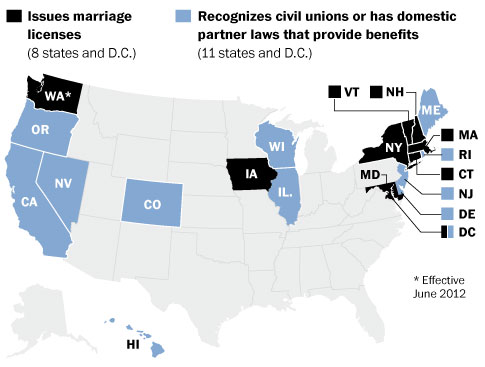 Issues marriage
licenses
(8 states and D.C.)
Recognizes civil unions or has domestic
partner laws that provide benefits
(11 states and D.C.)
WA*
VT
NH
ME
OR
NY
MA
WI
RI
IA
MD
CT
NV
IL.
NJ
CA
CO
DE
DC
* Effective
June 2012
HI